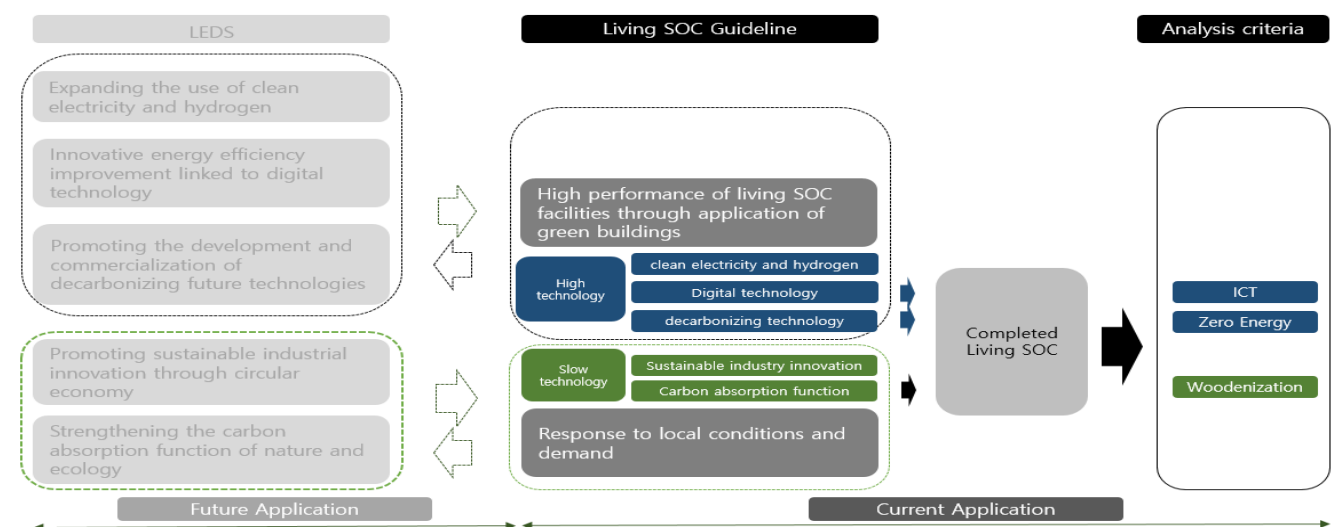 LEDS
Expanding the use of clean
electricity and hydrogen
Innovative energy efficiency
improvement linked to digital
technology
Promoting the development and
commercialization of
decarbonizing future technologies
Promoting sustainable industrial
innovation through circular
economy
Strengthening the carbon
absorption function of nature and
ecology
Future Application
Living SOC Guideline
High performance of living SOC
facilities through application of
green buildings
High
technology
clean electricity and hydrogen
Digital technology
decarbonizing technology
Slow
technology
Sustainable industry innovation
Carbon absorption function
Response to local conditions and
demand
Completed
Living SOC
Analysis criteria
ICT
Zero Energy
Woodenization
Current Application